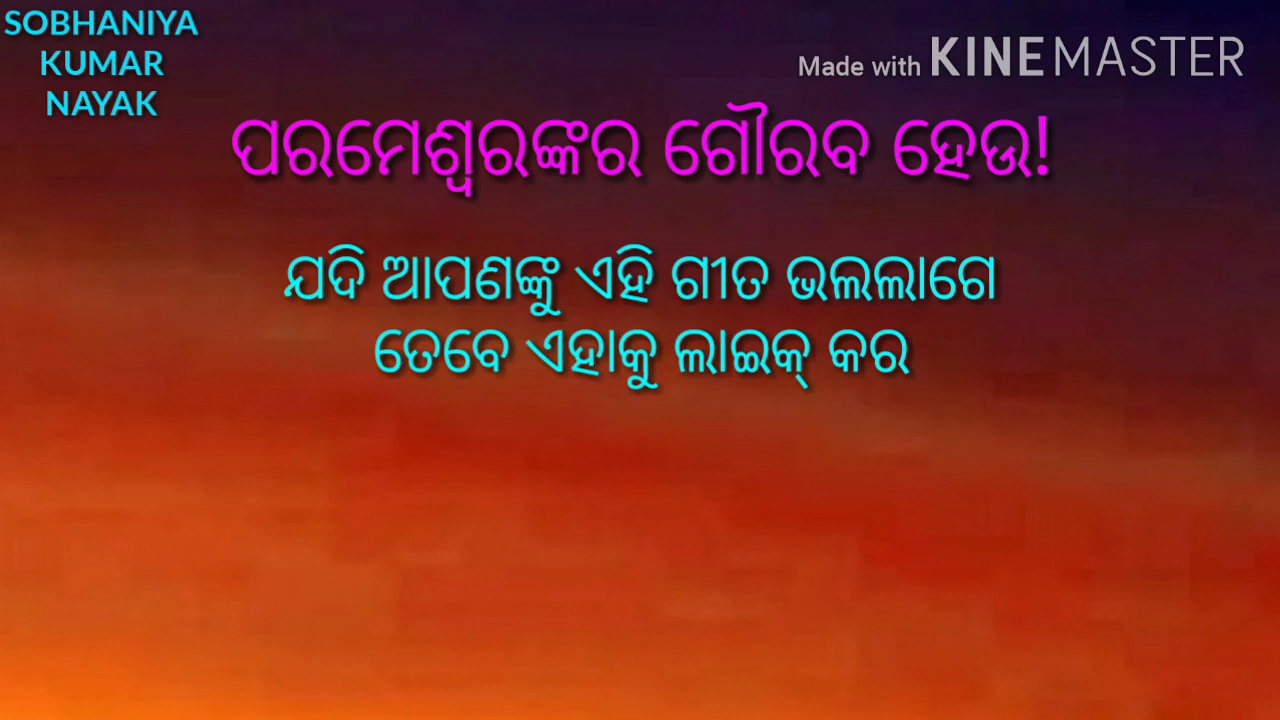 SOBHANIYA
KUMAR
NAYAK
Made with KINEMASTER
ପରମେଶ୍ୱରଙ୍କର ଗୌରବ ହେଉ!
ଯଦି ଆପଣଙ୍କୁ ଏହି ଗୀତ ଭଲଲାଗେ
ତେବେ ଏହାକୁ ଲାଇକ୍ କର